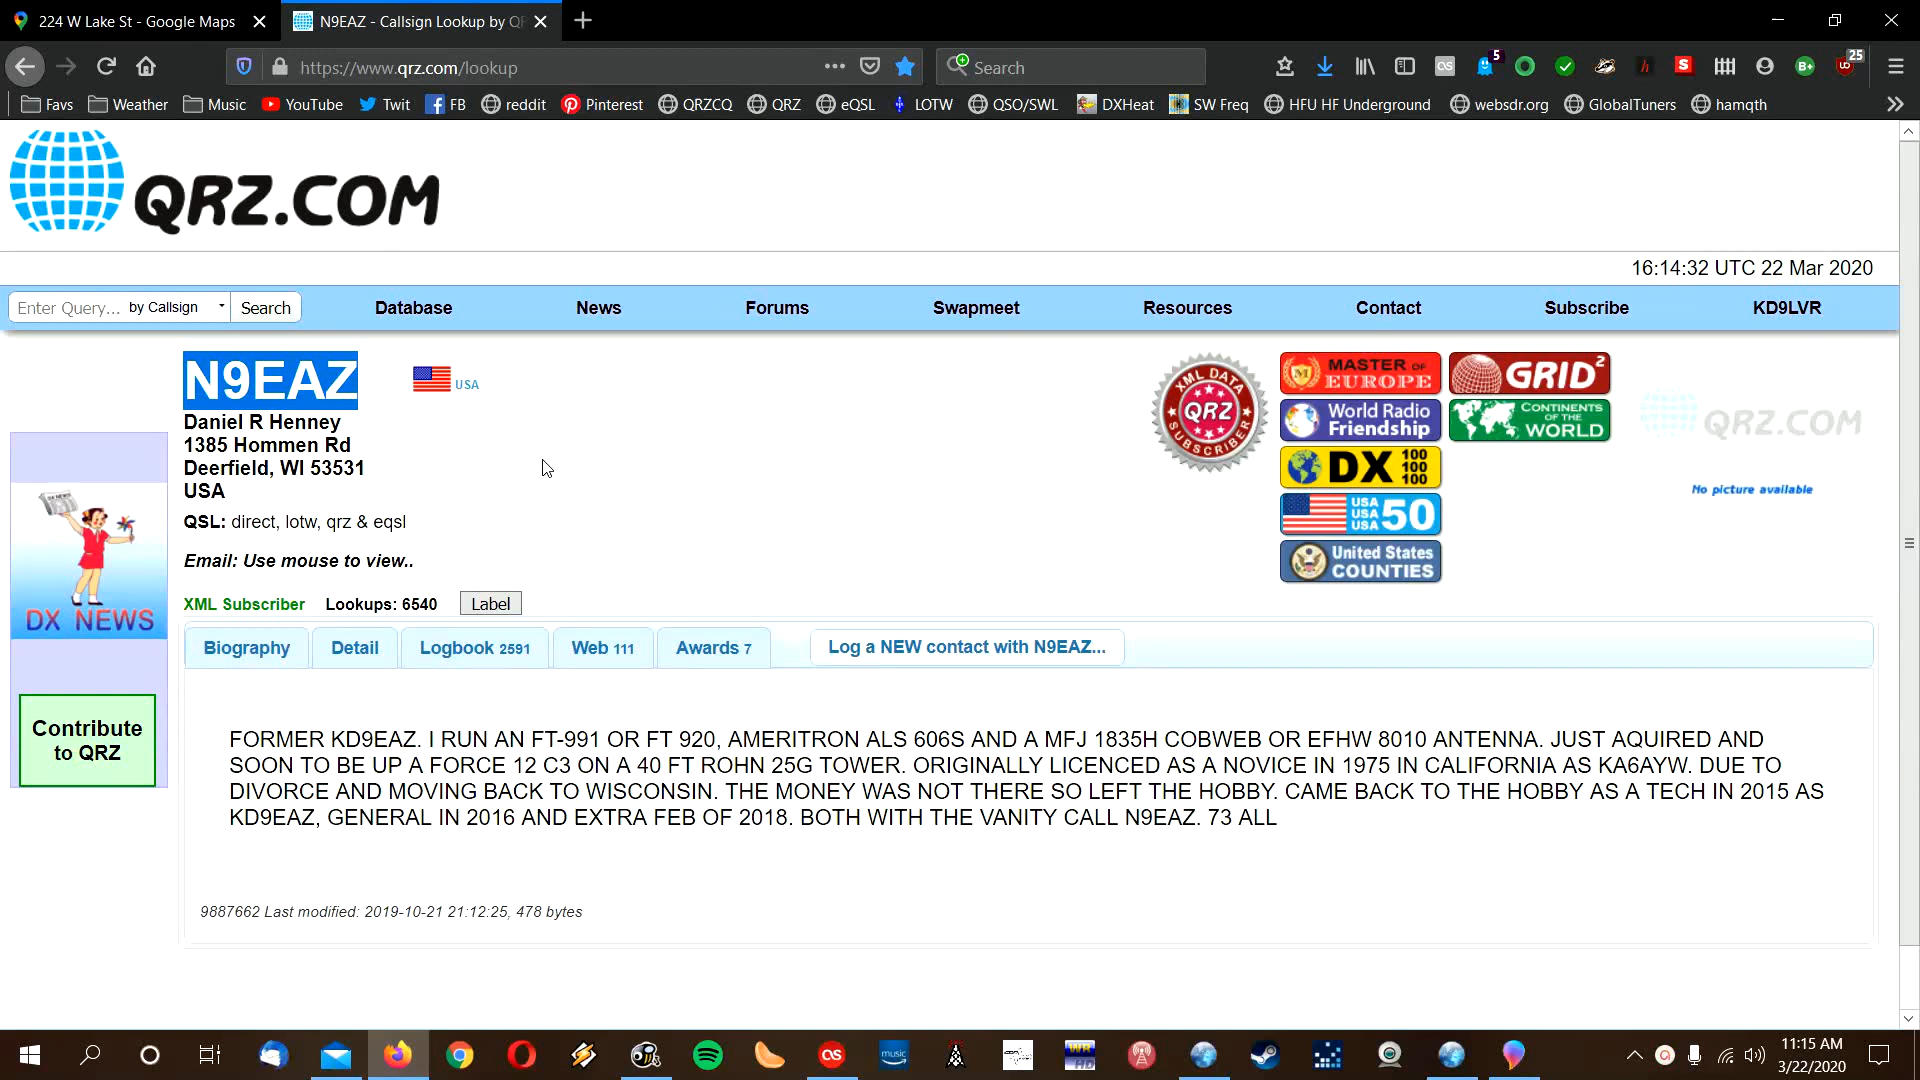 224 W Lake St - Google Maps
N9EAZ - Callsign Lookup by QR
https://www.qrz.com/lookup
Search
5
25
Favs Weather Music YouTube Twit FB reddit Pinterest QRZCQ QRZ eQSL LOTW QSO/SWL DXHeat SW Freq HFU HF Underground websdr.org GlobalTuners hamqth
QRZ.COM
16:14:32 UTC 22 Mar 2020
Enter Query... by Callsign Search Database News Forums Swapmeet Resources Contact Subscribe KD9LVR
N9EAZ
USA
Daniel R Henney
1385 Hommen Rd
Deerfield, WI 53531
USA
QSL: direct, lotw, qrz & eqsl
Email: Use mouse to view..
XML Subscriber Lookups: 6540 Label
XML DATA
QRZ
SUBSCRIBER
MASTER OF
EUROPE
GRID2
World Radio
Friendship
CONTINENTS
OF THE
WORLD
DX 100
100
100
USA
USA
USA
50
United States
COUNTIES
QRZ.COM
No picture available
DX NEWS
Contribute
to QRZ
Biography Detail Logbook 2591 Web 111 Awards 7 Log a NEW contact with N9EAZ...
FORMER KD9EAZ. I RUN AN FT-991 OR FT 920, AMERITRON ALS 606S AND A MFJ 1835H COBWEB OR EFHW 8010 ANTENNA. JUST AQUIRED AND
SOON TO BE UP A FORCE 12 C3 ON A 40 FT ROHN 25G TOWER. ORIGINALLY LICENCED AS A NOVICE IN 1975 IN CALIFORNIA AS KA6AYW. DUE TO
DIVORCE AND MOVING BACK TO WISCONSIN. THE MONEY WAS NOT THERE SO LEFT THE HOBBY. CAME BACK TO THE HOBBY AS A TECH IN 2015 AS
KD9EAZ, GENERAL IN 2016 AND EXTRA FEB OF 2018. BOTH WITH THE VANITY CALL N9EAZ. 73 ALL
9887662 Last modified: 2019-10-21 21:12:25, 478 bytes
music
11:15 AM
3/22/2020